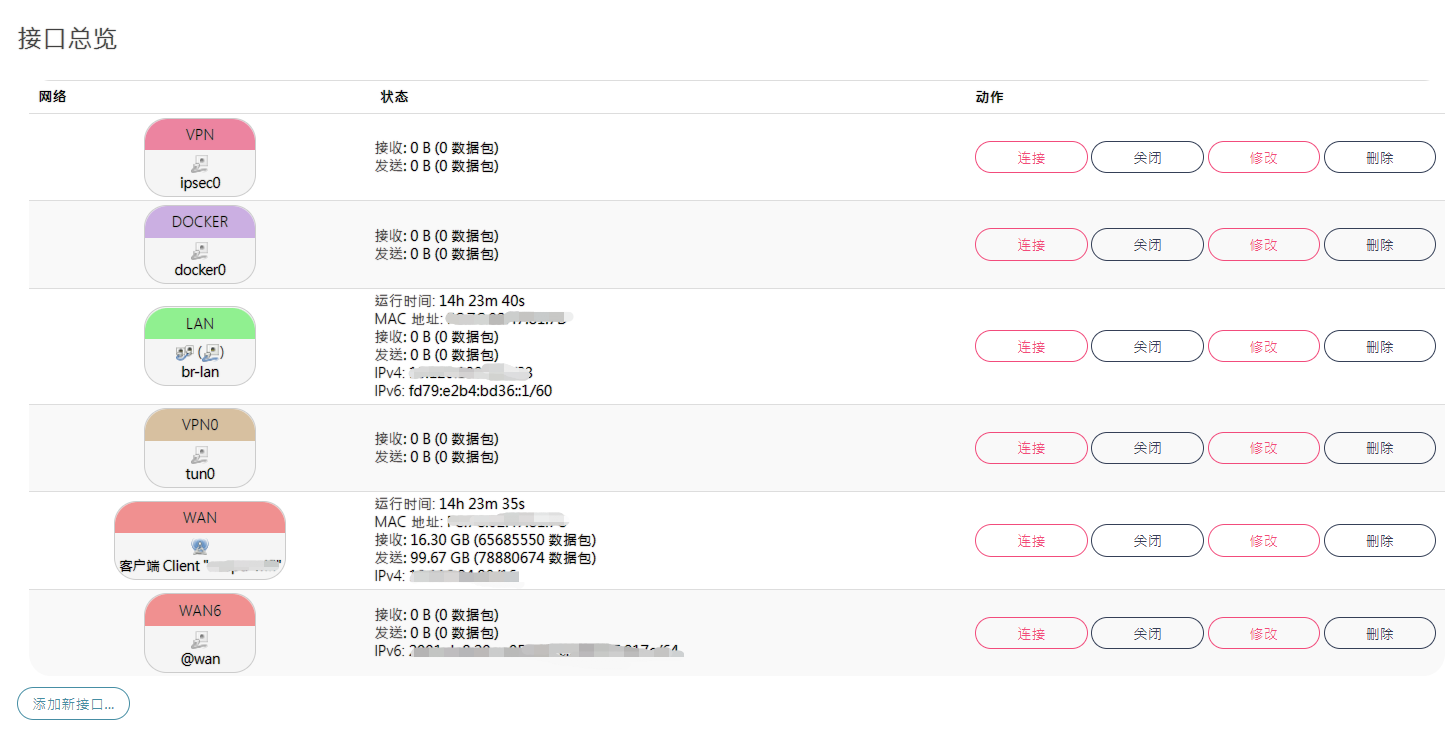 接口总览
网络 状态 动作
VPN
ipsec0
接收: 0 B (0 数据包)
发送: 0 B (0 数据包)
连接 关闭 修改 删除
DOCKER
docker0
接收: 0 B (0 数据包)
发送: 0 B (0 数据包)
连接 关闭 修改 删除
LAN
br-lan
运行时间: 14h 23m 40s
MAC 地址:
接收: 0 B (0 数据包)
发送: 0 B (0 数据包)
IPv4:
IPv6: fd79:e2b4:bd36::1/60
连接 关闭 修改 删除
VPN0
tun0
接收: 0 B (0 数据包)
发送: 0 B (0 数据包)
连接 关闭 修改 删除
WAN
客户端 Client "
运行时间: 14h 23m 35s
MAC 地址:
接收: 16.30 GB (65685550 数据包)
发送: 99.67 GB (78880674 数据包)
IPv4:
连接 关闭 修改 删除
WAN6
@wan
接收: 0 B (0 数据包)
发送: 0 B (0 数据包)
IPv6:
连接 关闭 修改 删除
添加新接口...